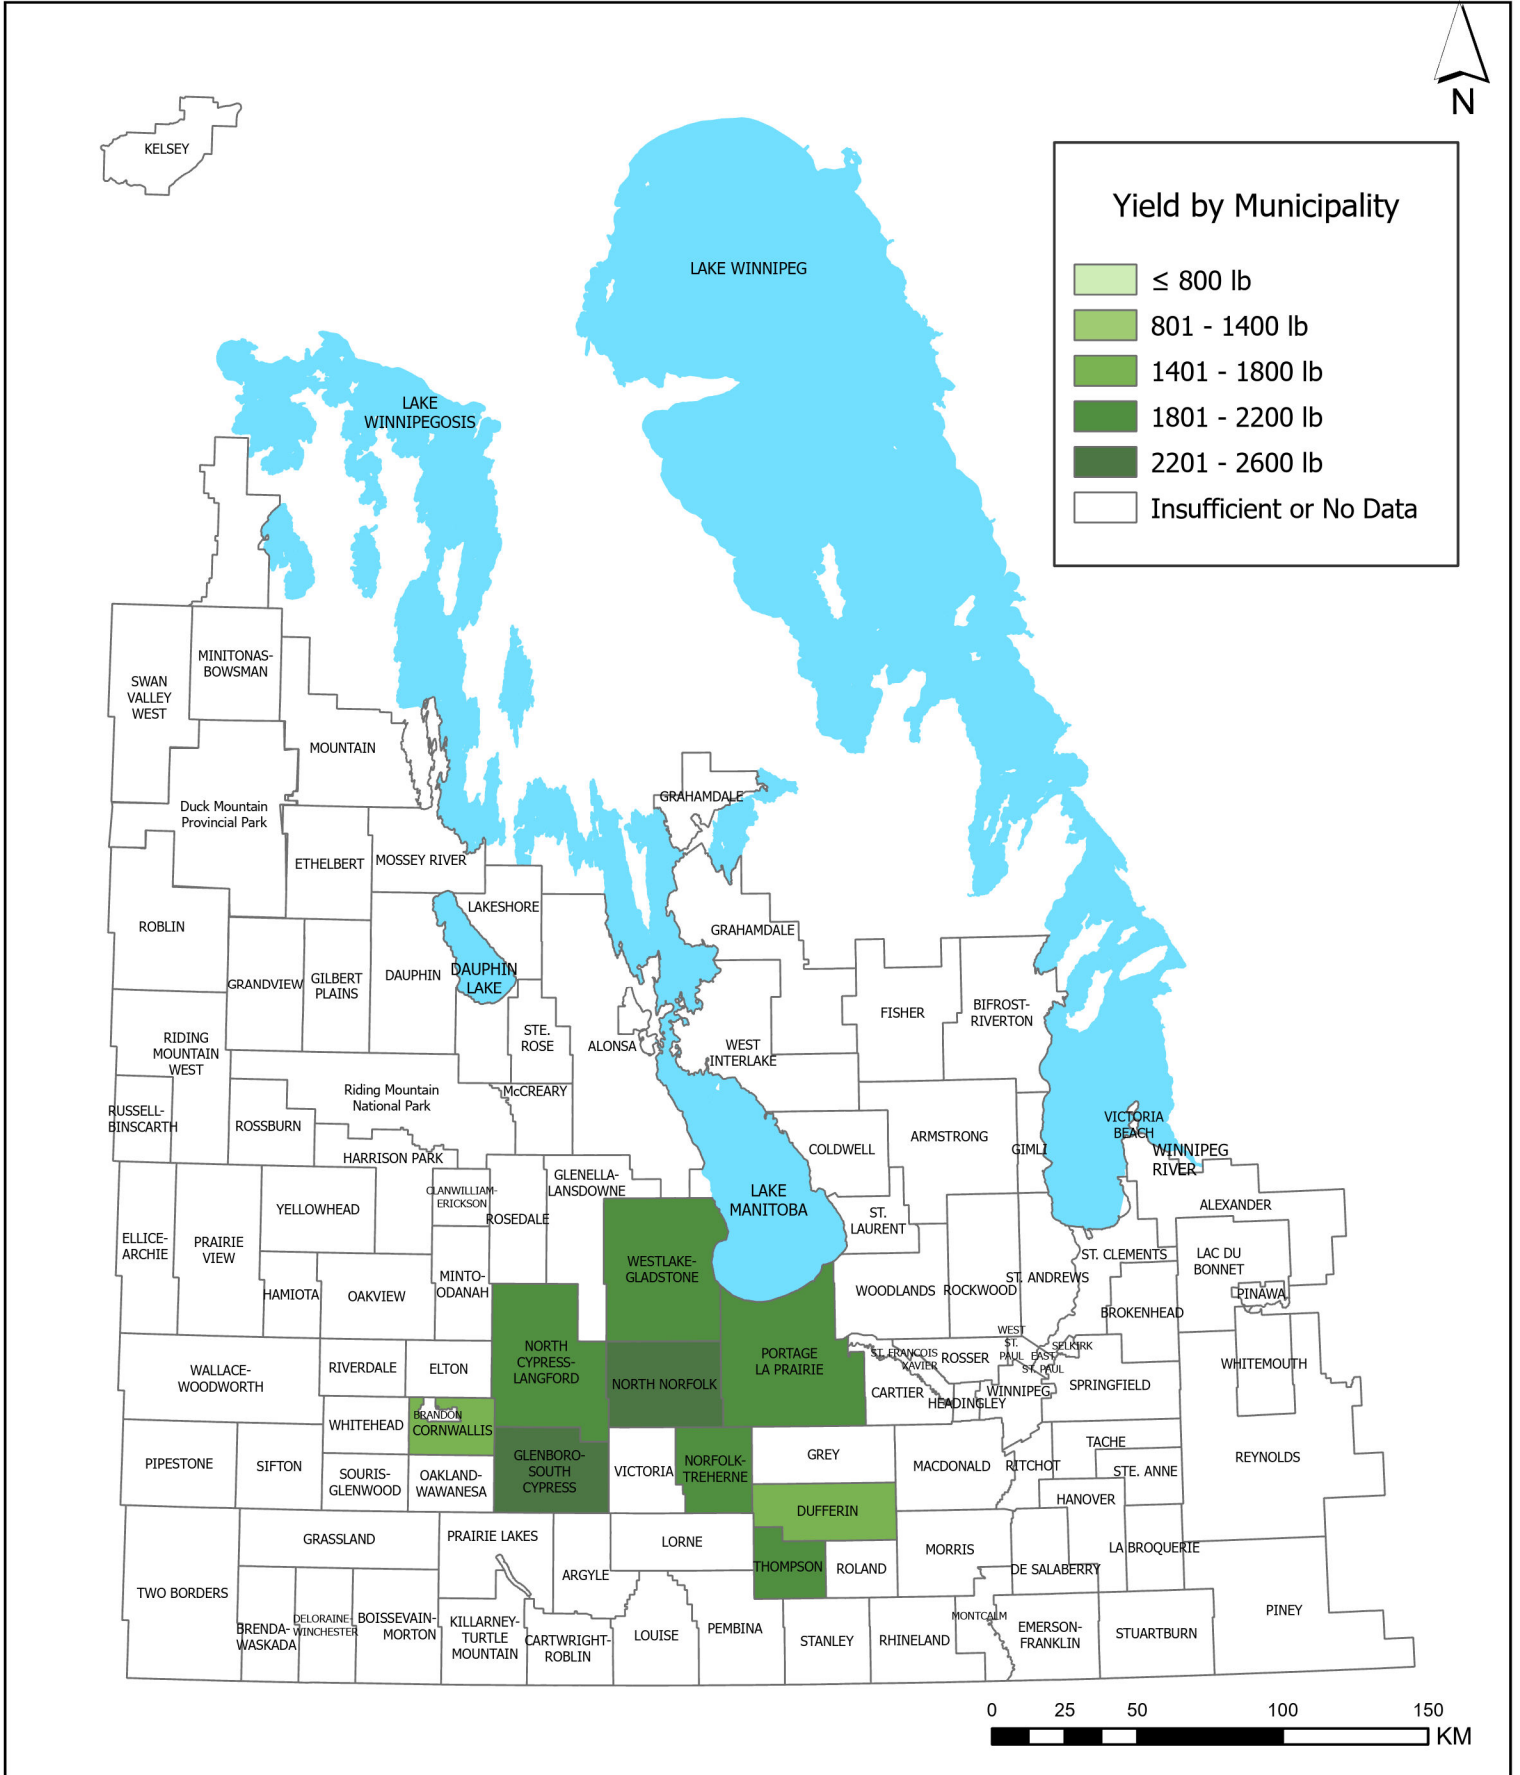 N
KELSEY
Yield by Municipality
≤ 800 lb
801 - 1400 lb
1401 - 1800 lb
1801 - 2200 lb
2201 - 2600 lb
Insufficient or No Data
LAKE WINNIPEG
LAKE
WINNIPEGOSIS
MINITONAS-
BOWSMAN
SWAN
VALLEY
WEST
MOUNTAIN
Duck Mountain
Provincial Park
GRAHAMDALE
ETHELBERT
MOSSEY RIVER
ROBLIN
LAKESHORE
GRAHAMDALE
GRANDVIEW
GILBERT
PLAINS
DAUPHIN
DAUPHIN
LAKE
FISHER
BIFROST-
RIVERTON
RIDING
MOUNTAIN
WEST
STE.
ROSE
ALONSA
WEST
INTERLAKE
Riding Mountain
National Park
McCREARY
RUSSELL-
BINSCARTH
ROSSBURN
HARRISON PARK
COLDWELL
ARMSTRONG
GIMLI
VICTORIA
BEACH
WINNIPEG
RIVER
GLENELLA-
LANSDOWNE
CLANWILLIAM-
ERICKSON
YELLOWHEAD
ROSEDALE
LAKE
MANITOBA
ST.
LAURENT
ALEXANDER
ELLICE-
ARCHIE
PRAIRIE
VIEW
WESTLAKE-
GLADSTONE
ST. CLEMENTS
LAC DU
BONNET
HAMIOTA
OAKVIEW
MINTO-
ODANAH
WOODLANDS
ROCKWOOD
ST. ANDREWS
PINAWA
BROKENHEAD
WALLACE-
WOODWORTH
RIVERDALE
ELTON
NORTH
CYPRESS-
LANGFORD
NORTH NORFOLK
PORTAGE
LA PRAIRIE
ST. FRANCOIS
XAVIER
ROSSER
WEST
ST.
PAUL
EAST
ST. PAUL
SELKIRK
WHITEMOUTH
CARTIER
HEADINGLEY
WINNIPEG
SPRINGFIELD
WHITEHEAD
BRANDON
CORNWALLIS
PIPESTONE
SIFTON
SOURIS-
GLENWOOD
OAKLAND-
WAWANESA
GLENBORO-
SOUTH
CYPRESS
VICTORIA
NORFOLK-
TREHERNE
GREY
MACDONALD
RITCHOT
TACHE
STE. ANNE
REYNOLDS
HANOVER
DUFFERIN
GRASSLAND
PRAIRIE LAKES
LORNE
ARGYLE
THOMPSON
ROLAND
MORRIS
DE SALABERRY
LA BROQUERIE
TWO BORDERS
BRENDA-
WASKADA
DELORAINE-
WINCHESTER
BOISSEVAIN-
MORTON
KILLARNEY-
TURTLE
MOUNTAIN
CARTWRIGHT-
ROBLIN
LOUISE
PEMBINA
STANLEY
RHINELAND
MONTCALM
EMERSON-
FRANKLIN
STUARTBURN
PINEY
0 25 50 100 150
KM